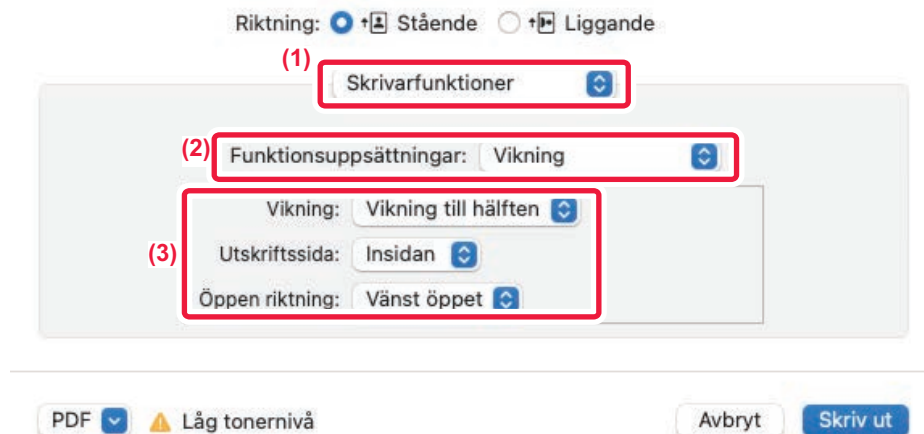 Riktning: Stående Liggande
(1)
Skrivarfunktioner
(2) Funktionsuppsättningar: Vikning
Vikning: Vikning till hälften
(3) Utskriftssida: Insidan
Öppen riktning: Vänst öppet
PDF Låg tonernivå Avbryt Skriv ut